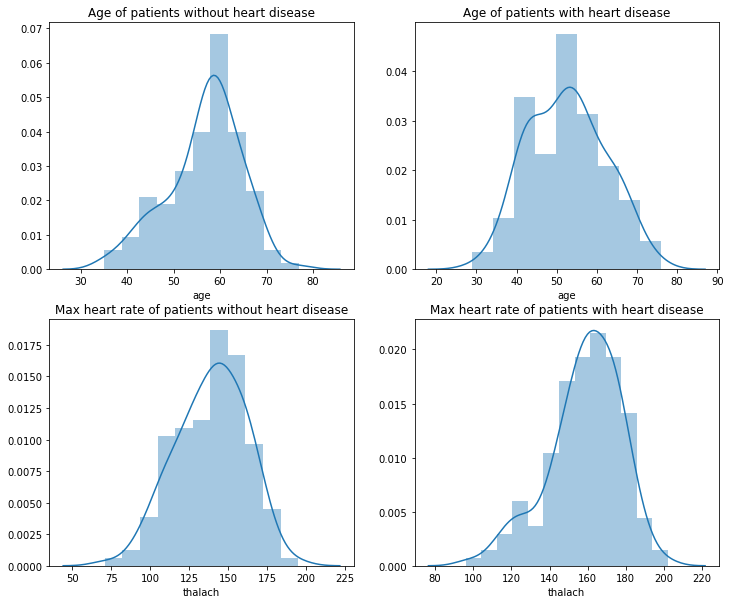 Age of patients without heart disease
0.07
0.06
0.05
0.04
0.03
0.02
0.01
0.00
30 40 50 60 70 80
age
Age of patients with heart disease
0.04
0.03
0.02
0.01
0.00
20 30 40 50 60 70 80 90
age
Max heart rate of patients without heart disease
0.0175
0.0150
0.0125
0.0100
0.0075
0.0050
0.0025
0.0000
50 75 100 125 150 175 200 225
thalach
Max heart rate of patients with heart disease
0.020
0.015
0.010
0.005
0.000
80 100 120 140 160 180 200 220
thalach